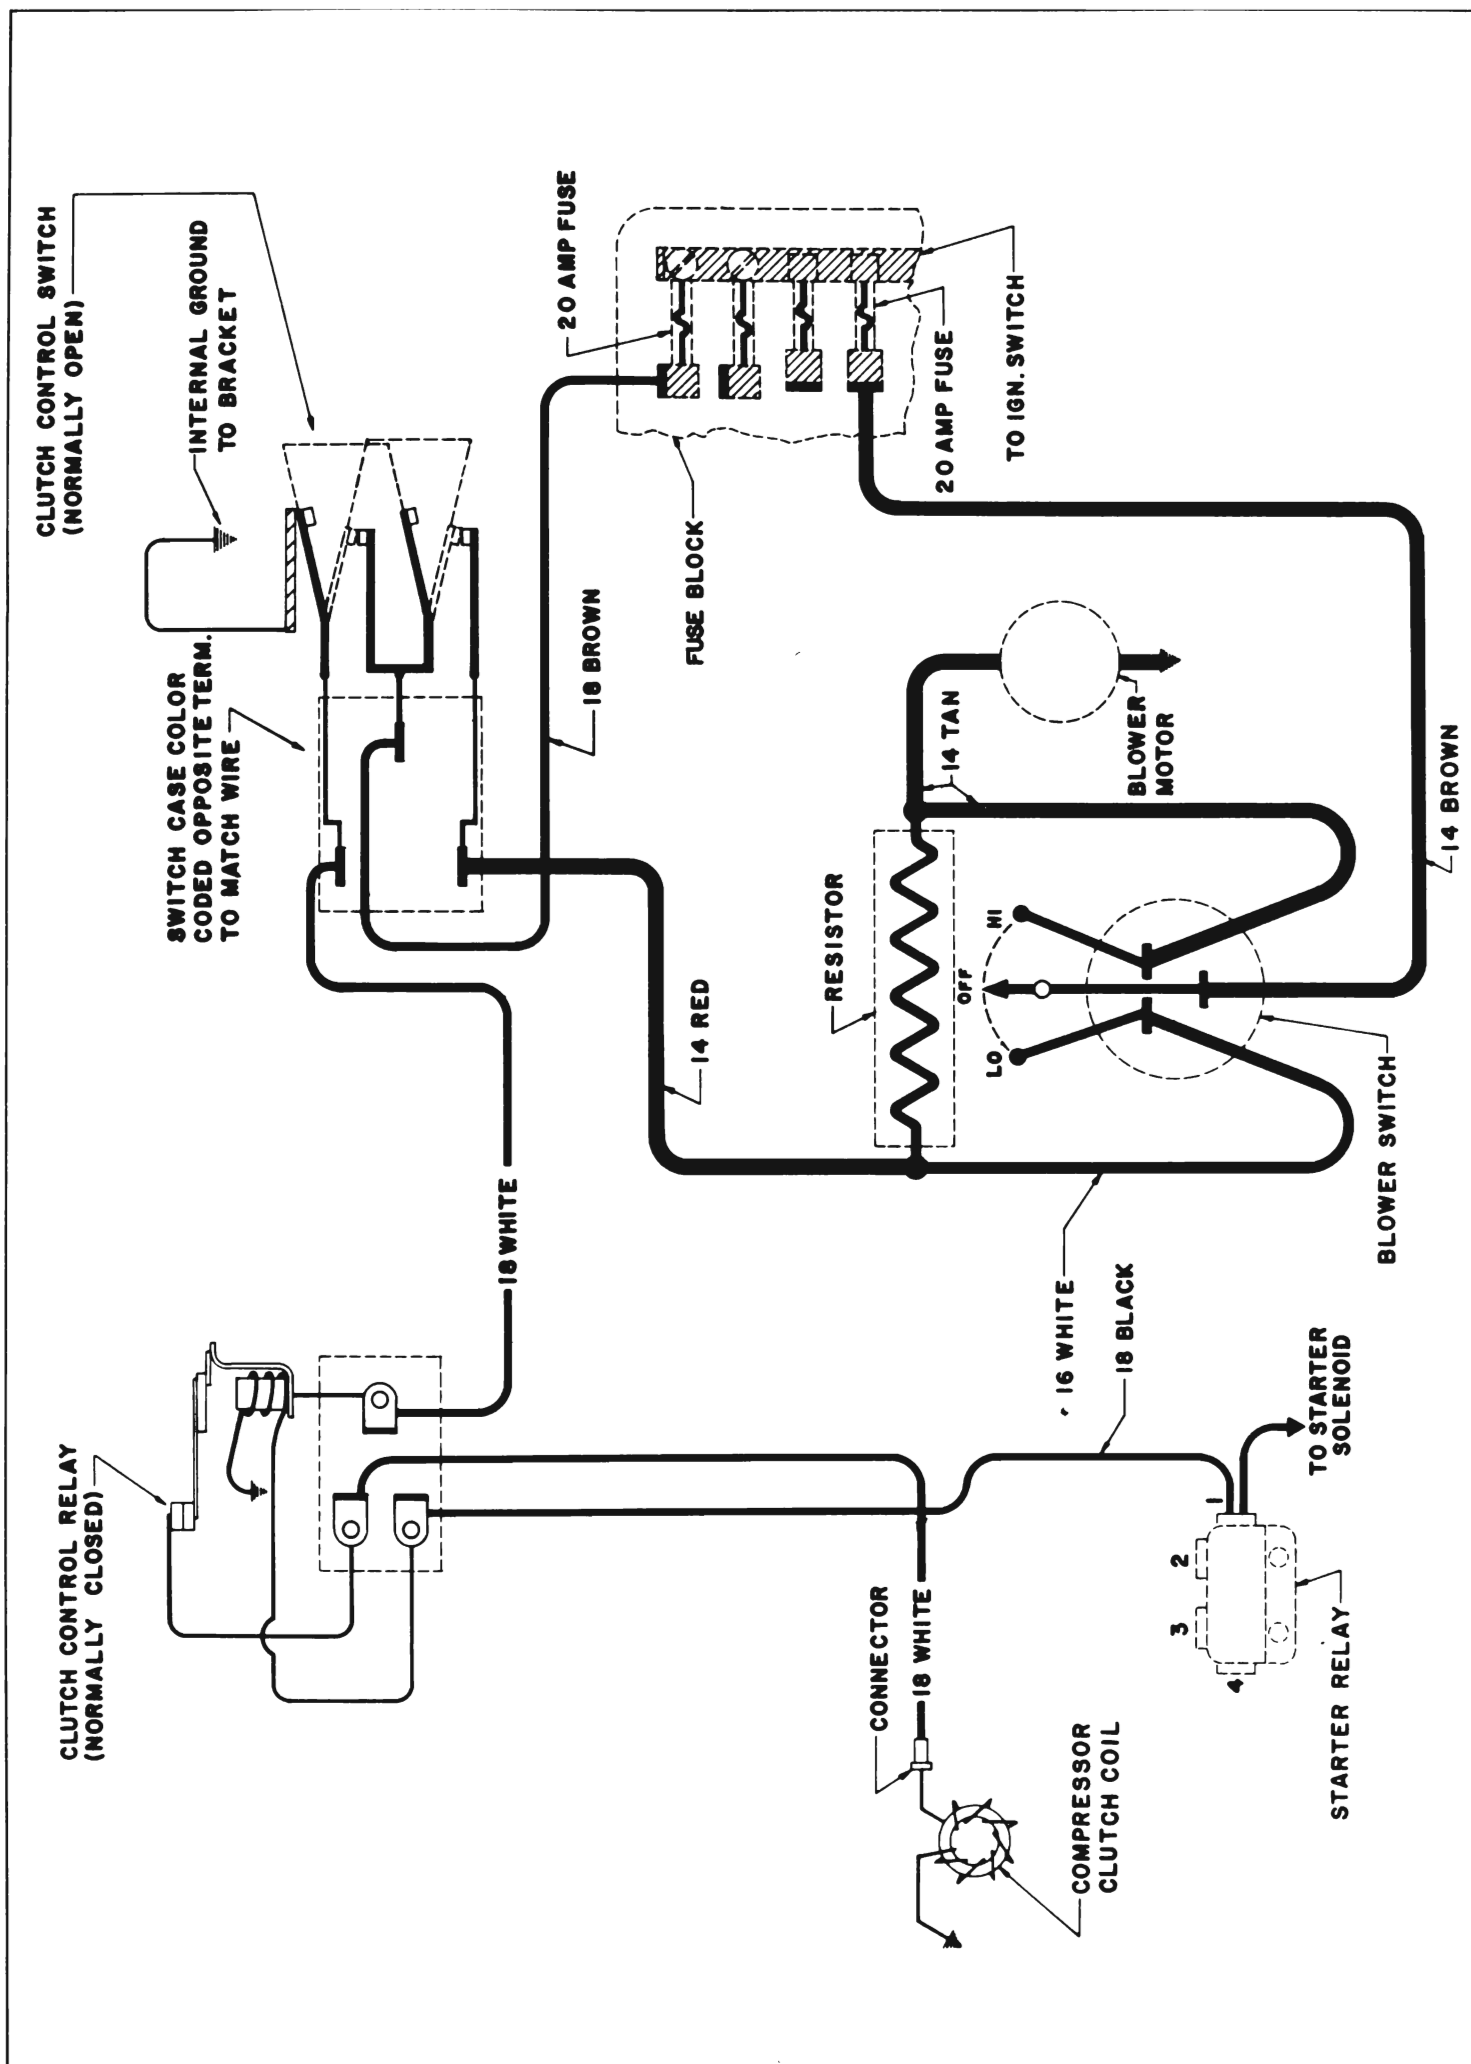 CLUTCH CONTROL RELAY
(NORMALLY CLOSED)
CLUTCH CONTROL SWITCH
(NORMALLY OPEN)
INTERNAL GROUND
TO BRACKET
SWITCH CASE COLOR
CODED OPPOSITE TERM.
TO MATCH WIRE
18 WHITE
18 BROWN
20 AMP FUSE
FUSE BLOCK
14 RED
RESISTOR
14 TAN
20 AMP FUSE
TO IGN. SWITCH
BLOWER
MOTOR
OFF
LO
HI
CONNECTOR
18 WHITE
COMPRESSOR
CLUTCH COIL
16 WHITE
18 BLACK
4
3
2
1
TO STARTER
SOLENOID
STARTER RELAY
BLOWER SWITCH
14 BROWN